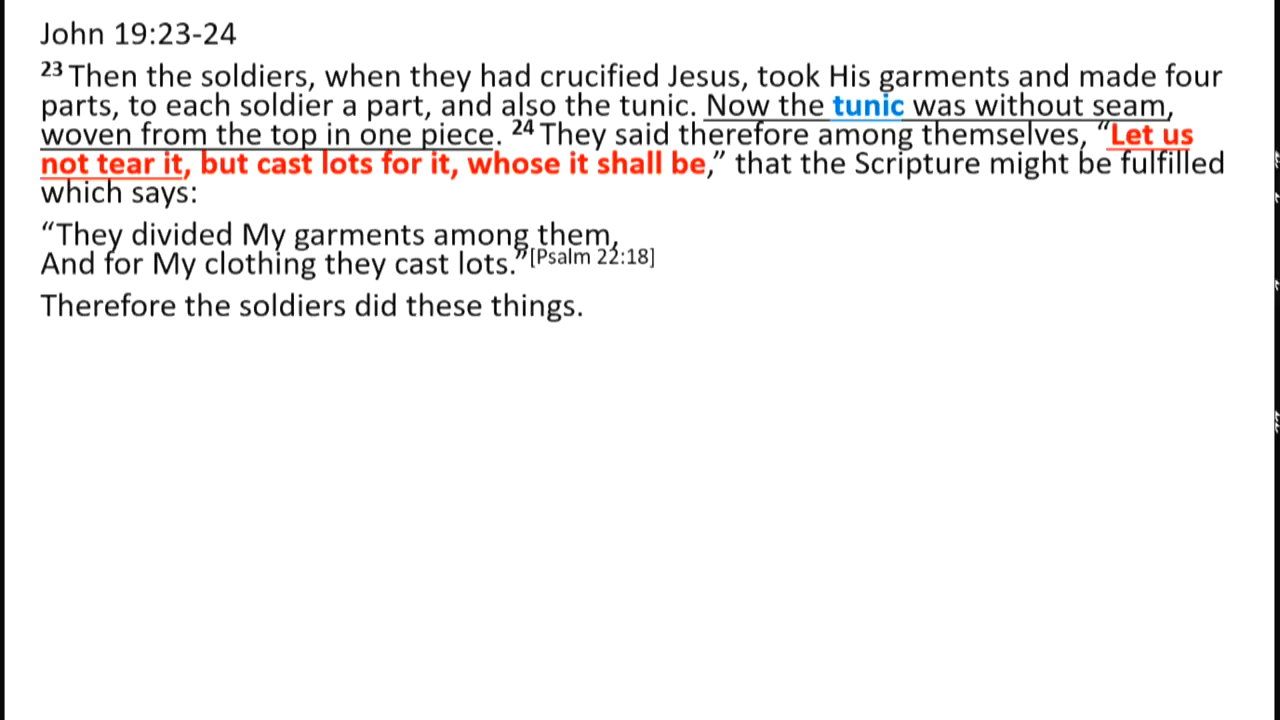 John 19:23-24
23 Then the soldiers, when they had crucified Jesus, took His garments and made four
parts, to each soldier a part, and also the tunic. Now the tunic was without seam,
woven from the top in one piece. 24 They said therefore among themselves, “Let us
not tear it, but cast lots for it, whose it shall be,” that the Scripture might be fulfilled
which says:
“They divided My garments among them,
And for My clothing they cast lots.”[Psalm 22:18]
Therefore the soldiers did these things.